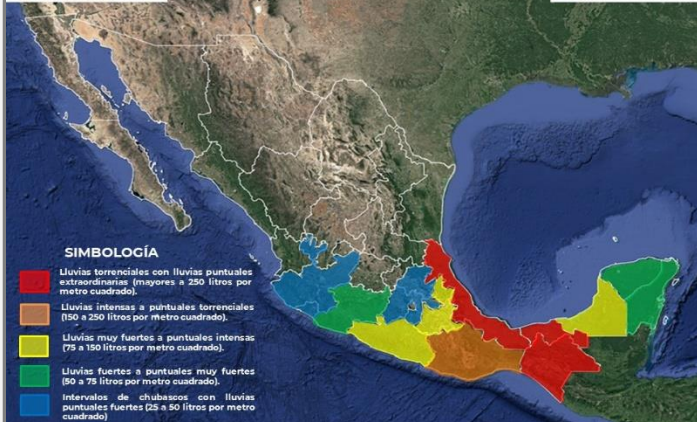 SIMBOLOGÍA
Lluvias torrenciales con lluvias puntuales
extraordinarias (mayores a 250 litros por
metro cuadrado).
Lluvias intensas a puntuales torrenciales
(150 a 250 litros por metro cuadrado).
Lluvias muy fuertes a puntuales intensas
(75 a 150 litros por metro cuadrado).
Lluvias fuertes a puntuales muy fuertes
(50 a 75 litros por metro cuadrado).
Intervalos de chubascos con lluvias
puntuales fuertes (25 a 50 litros por metro
cuadrado)